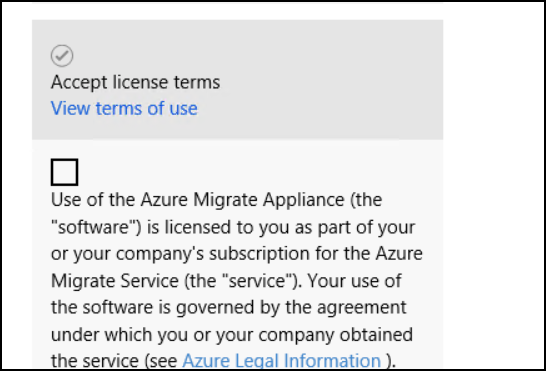 Accept license terms
View terms of use
Use of the Azure Migrate Appliance (the
"software") is licensed to you as part of your
or your company's subscription for the Azure
Migrate Service (the "service"). Your use of
the software is governed by the agreement
under which you or your company obtained
the service (see Azure Legal Information ).